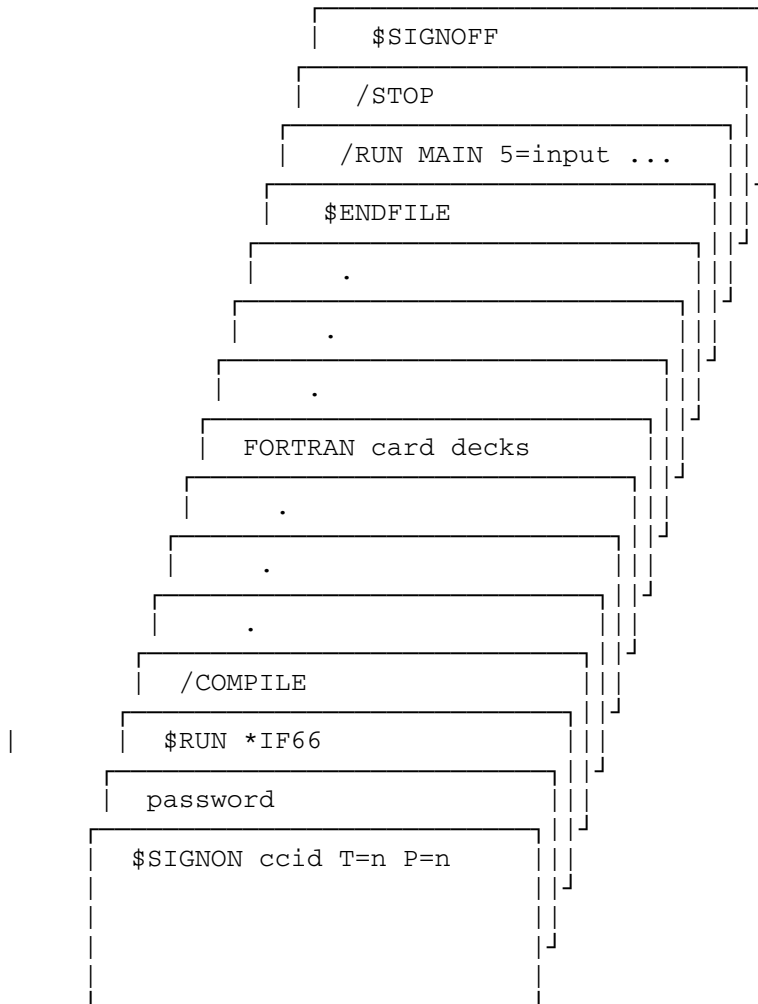 $SIGNOFF
/STOP
/RUN MAIN 5=input ...
$ENDFILE
.
.
.
FORTRAN card decks
.
.
.
/COMPILE
$RUN *IF66
password
$SIGNON ccid T=n P=n